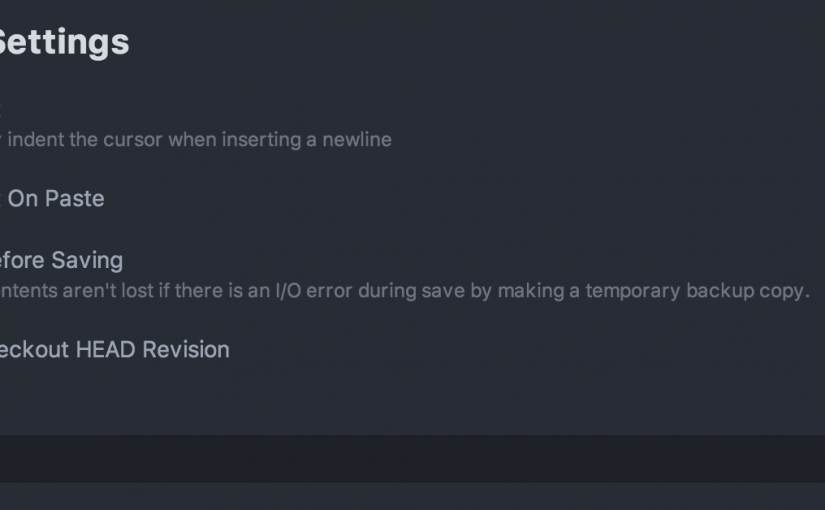 Settings
indent the cursor when inserting a newline
On Paste
efore Saving
ntents aren't lost if there is an I/O error during save by making a temporary backup copy.
eckout HEAD Revision